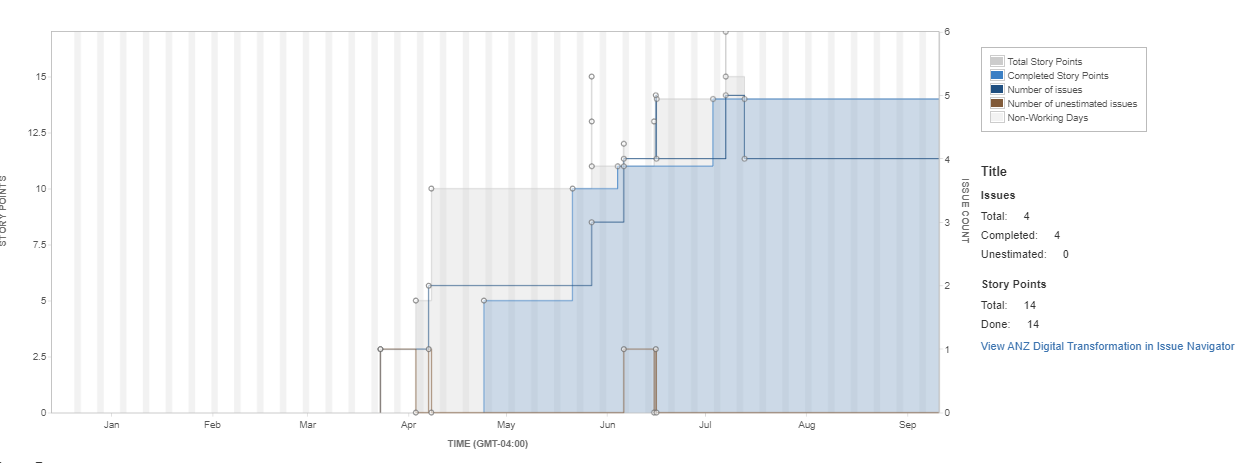 15
12.5
10
7.5
5
2.5
0
STORY POINTS
6
5
4
3
2
1
0
ISSUE COUNT
Jan Feb Mar Apr May Jun Jul Aug Sep
TIME (GMT-04:00)
Total Story Points
Completed Story Points
Number of issues
Number of unestimated issues
Non-Working Days
Title
Issues
Total: 4
Completed: 4
Unestimated: 0
Story Points
Total: 14
Done: 14
View ANZ Digital Transformation in Issue Navigator